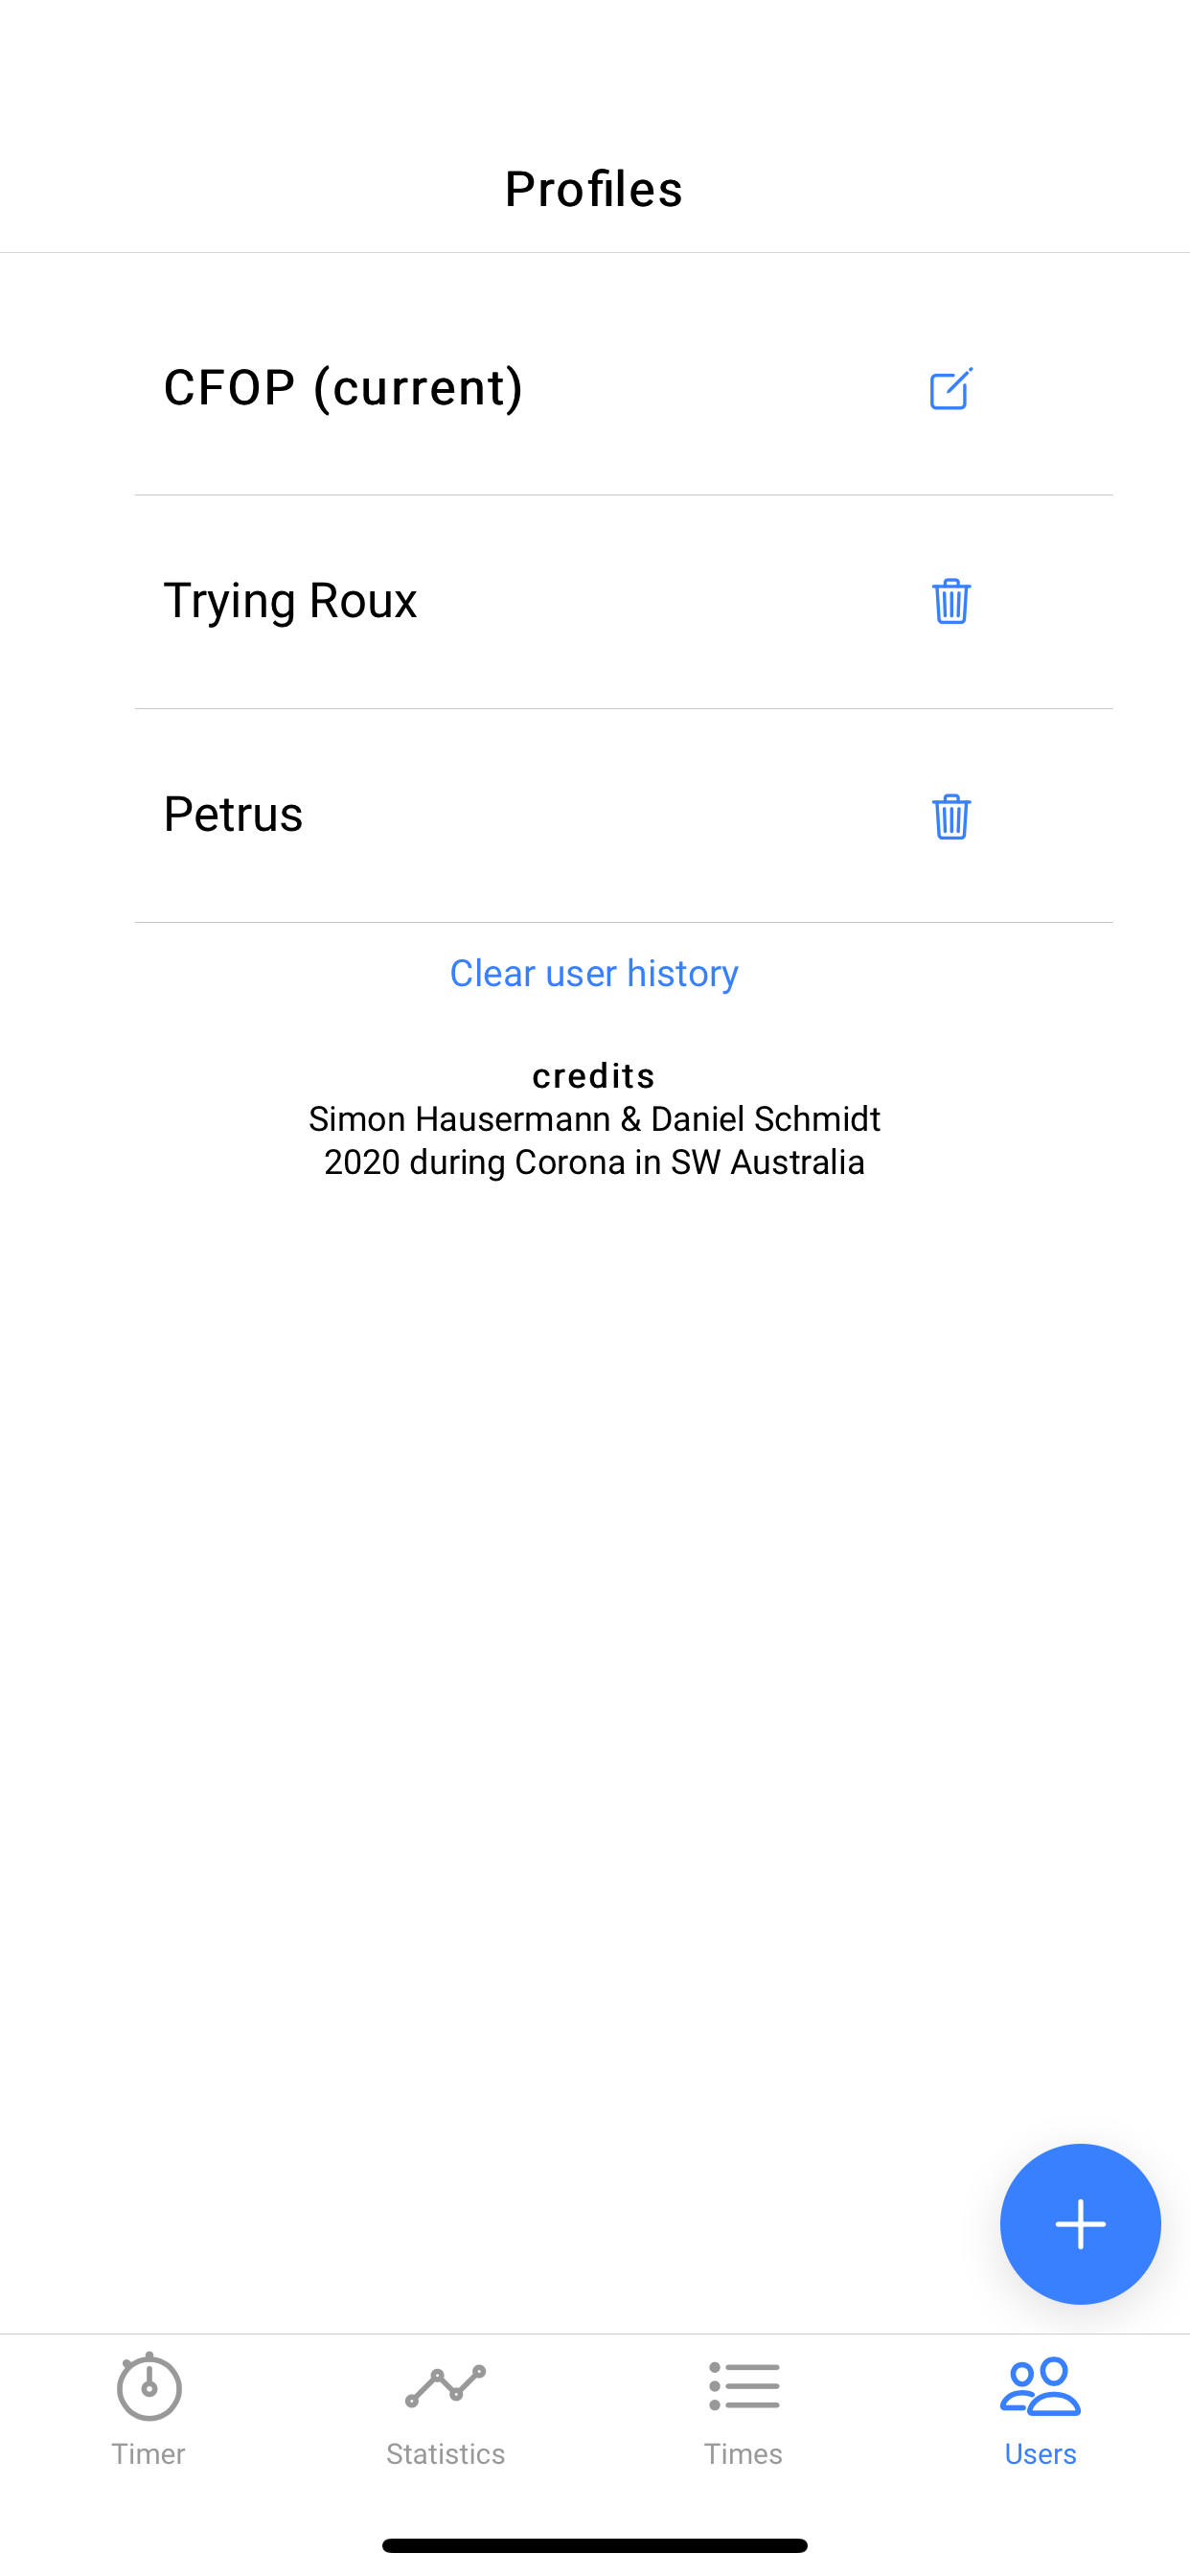 Profiles
CFOP (current)
Trying Roux
Petrus
Clear user history
credits
Simon Hausermann & Daniel Schmidt
2020 during Corona in SW Australia
Timer
Statistics
Times
Users